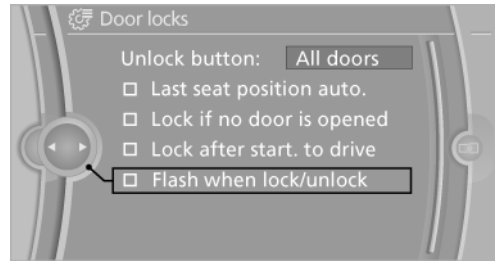 Door locks
Unlock button: All doors
Last seat position auto.
Lock if no door is opened
Lock after start. to drive
Flash when lock/unlock